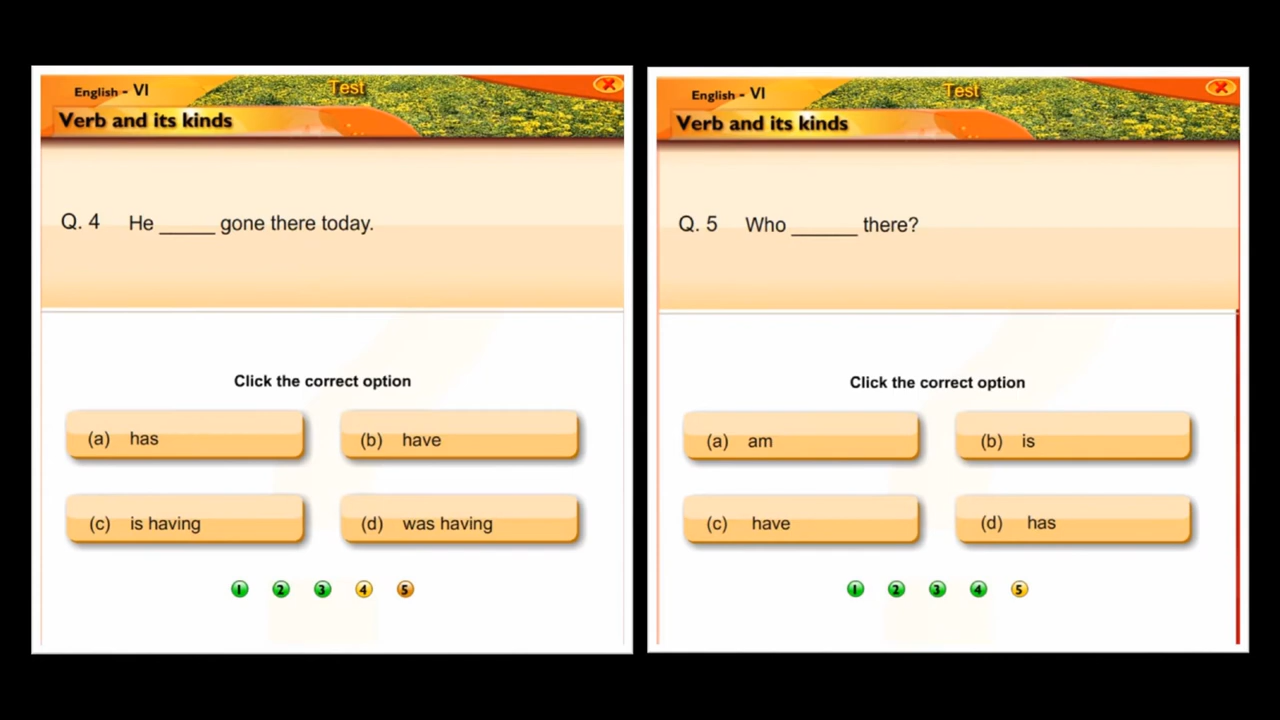 English - VI
Test
Verb and its kinds
Q. 4 He _____ gone there today.
Click the correct option
(a) has
(b) have
(c) is having
(d) was having
1 2 3 4 5
English - VI
Test
Verb and its kinds
Q. 5 Who ______ there?
Click the correct option
(a) am
(b) is
(c) have
(d) has
1 2 3 4 5